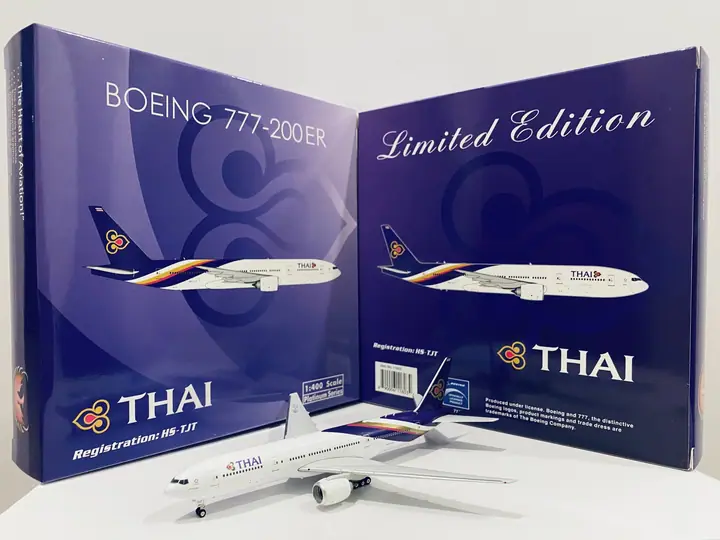 "...The Heart of Aviation!"
BOEING 777-200ER
THAI
THAI
Registration: HS-TJT
1:400 Scale
Platinum Series
Limited Edition
THAI
Registration: HS-TJT
THAI
Produced under license. Boeing and 777, the distinctive
Boeing logos, product markings and trade dress are
trademarks of The Boeing Company.
THAI